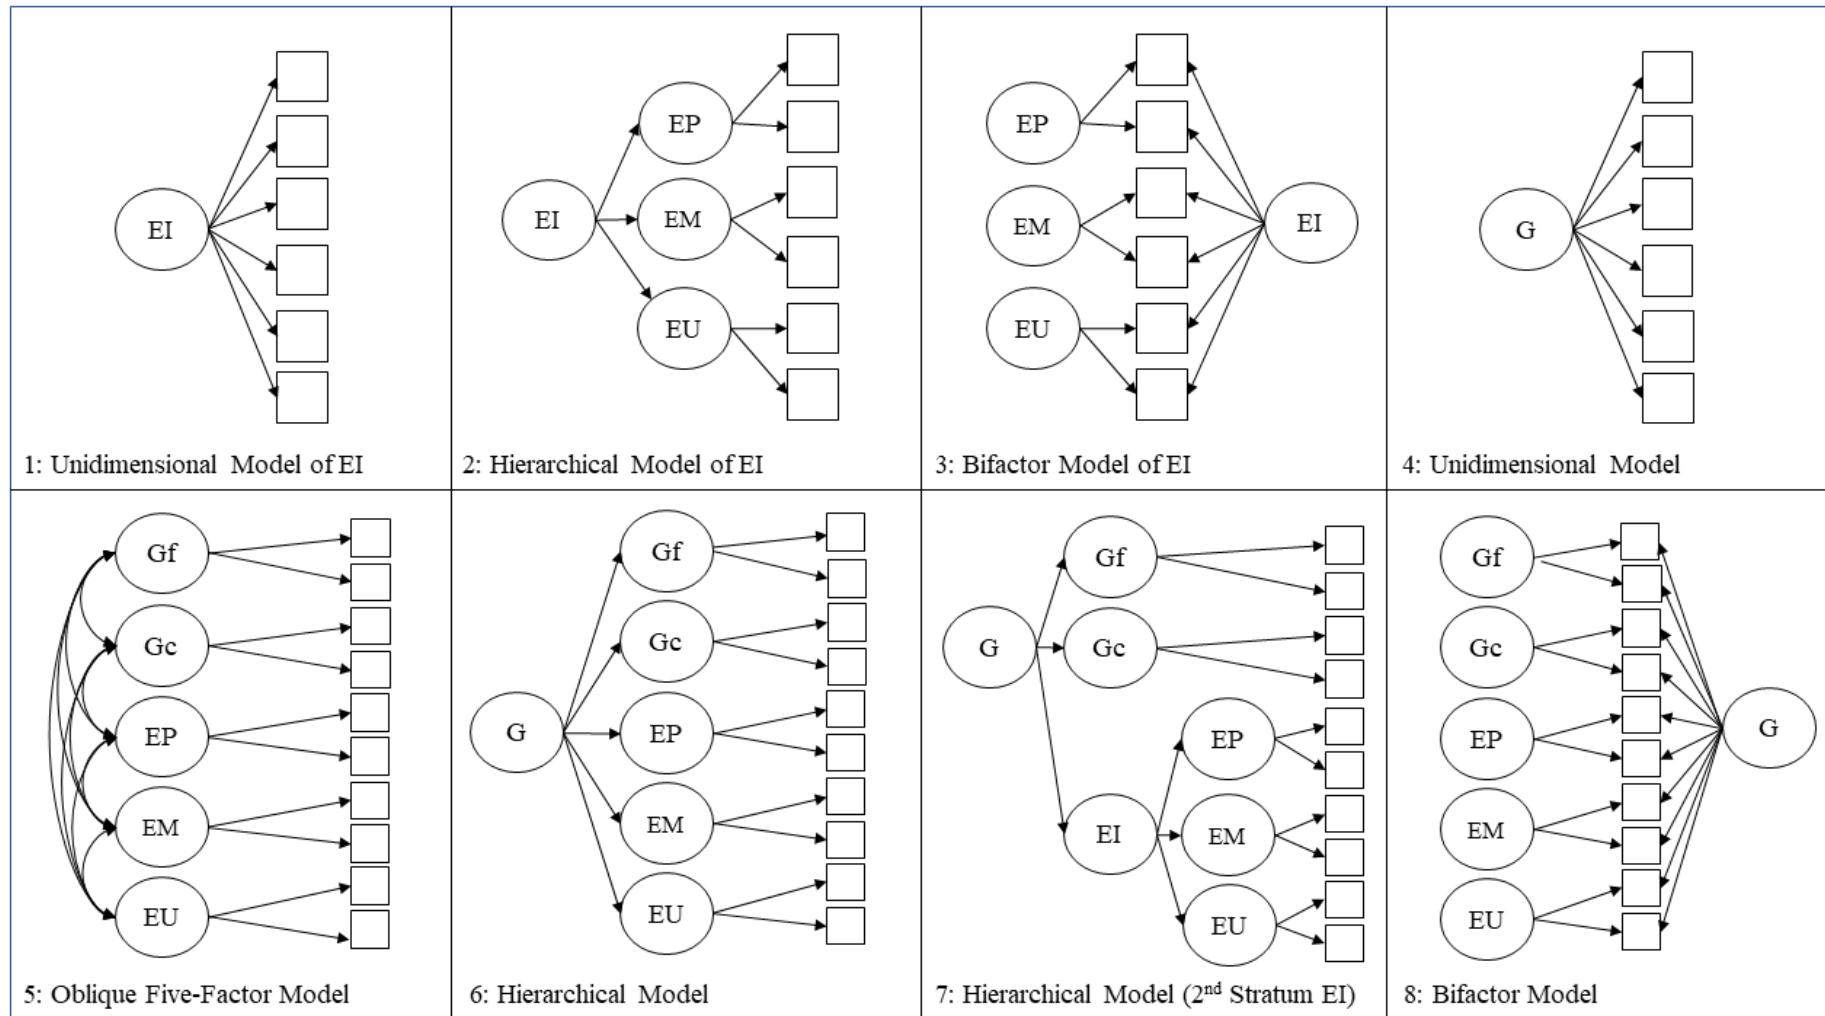 EI
1: Unidimensional Model of EI
EP
EI
EM
EU
2: Hierarchical Model of EI
EP
EM
EI
EU
3: Bifactor Model of EI
G
4: Unidimensional Model
Gf
Gc
EP
EM
EU
5: Oblique Five-Factor Model
Gf
Gc
G
EP
EM
EU
6: Hierarchical Model
Gf
G
Gc
EP
EI
EM
EU
7: Hierarchical Model (2nd Stratum EI)
Gf
Gc
EP
G
EM
EU
8: Bifactor Model